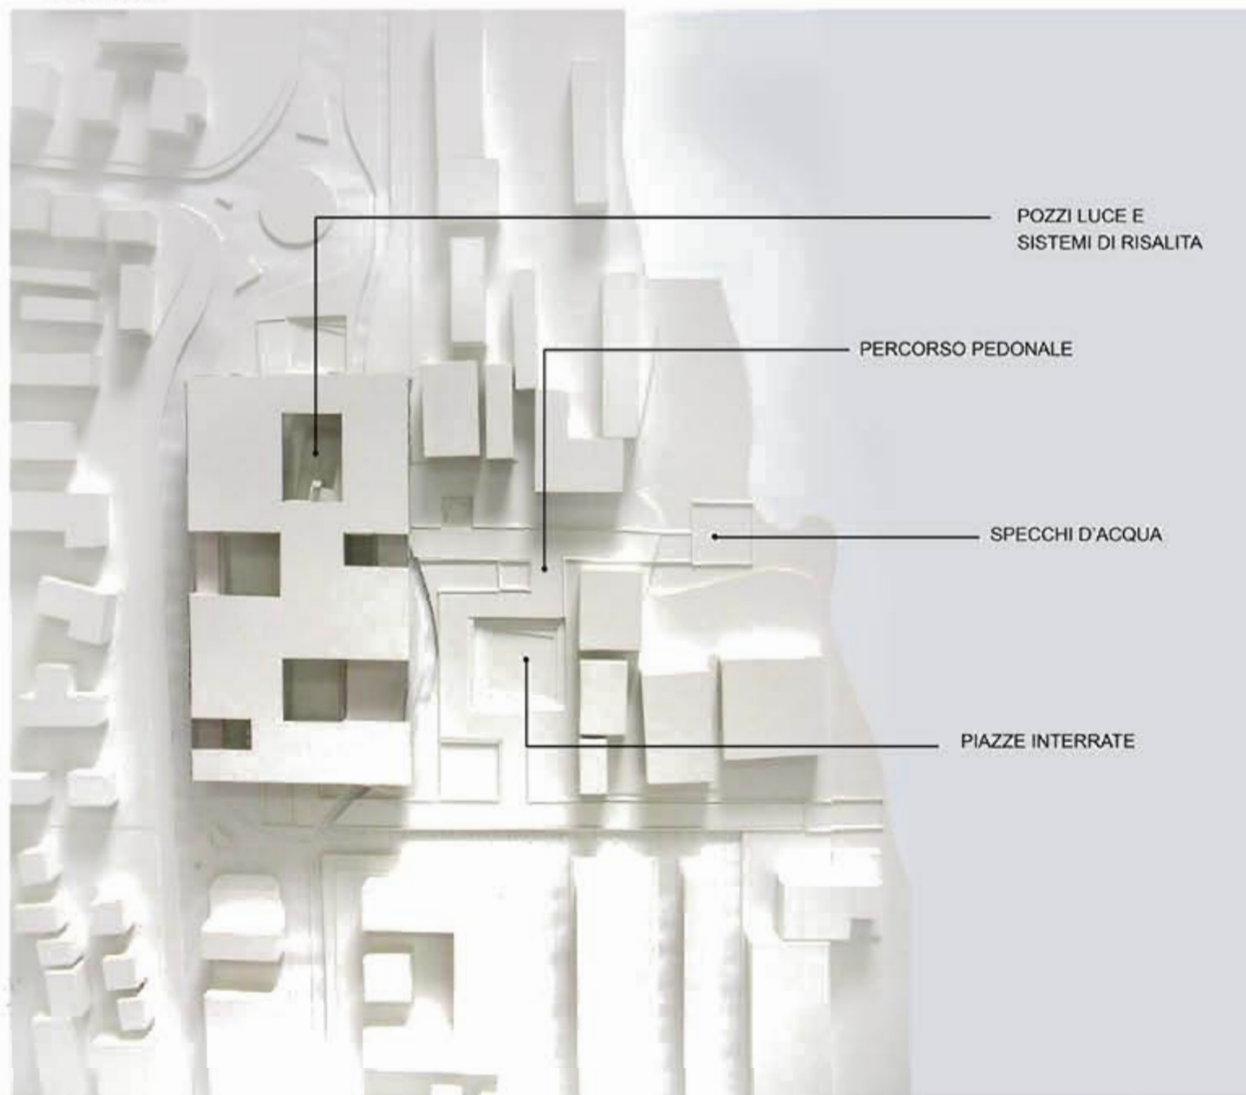 POZZI LUCE E
SISTEMI DI RISALITA
PERCORSO PEDONALE
SPECCHI D'ACQUA
PIAZZE INTERRATE